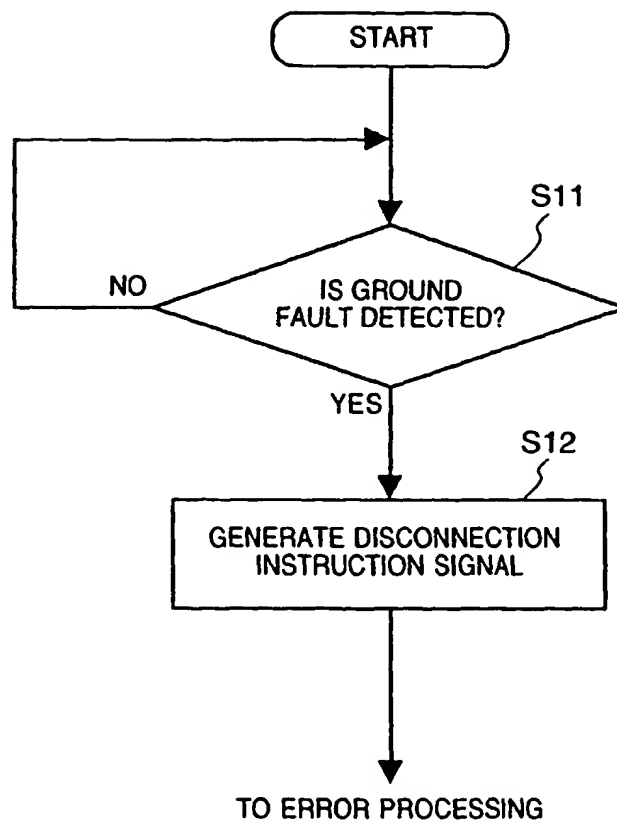 START
S11
IS GROUND
FAULT DETECTED?
NO
YES
S12
GENERATE DISCONNECTION
INSTRUCTION SIGNAL
TO ERROR PROCESSING